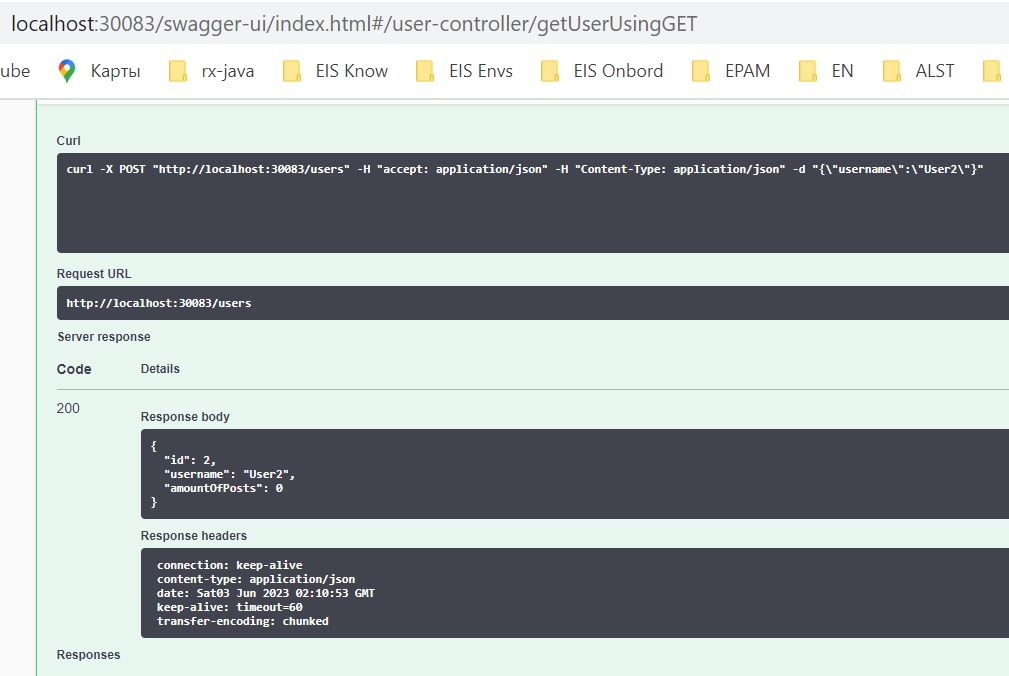 localhost:30083/swagger-ui/index.html#/user-controller/getUserUsingGET
ube Карты rx-java EIS Know EIS Envs EIS Onbord EPAM EN ALST
Curl
curl -X POST "http://localhost:30083/users" -H "accept: application/json" -H "Content-Type: application/json" -d "{\"username\":\"User2\"}"
Request URL
http://localhost:30083/users
Server response
Code Details
200
Response body
{
"id": 2,
"username": "User2",
"amountOfPosts": 0
}
Response headers
connection: keep-alive
content-type: application/json
date: Sat03 Jun 2023 02:10:53 GMT
keep-alive: timeout=60
transfer-encoding: chunked
Responses